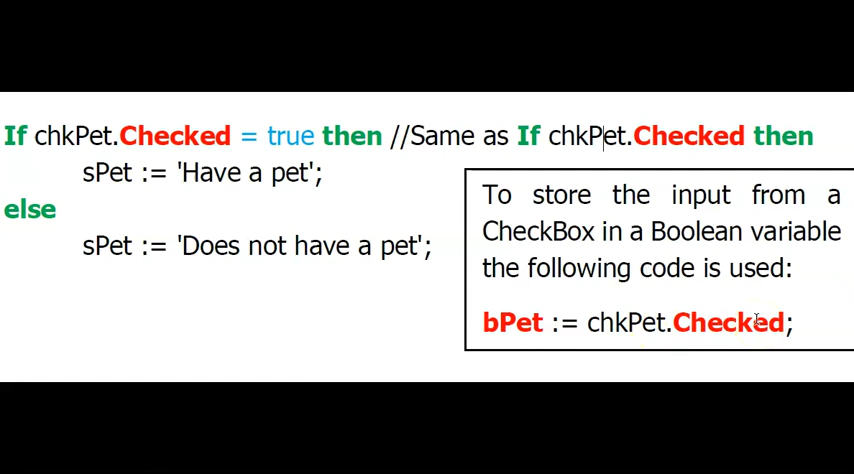 If chkPet.Checked = true then //Same as If chkPet.Checked then
sPet := 'Have a pet';
else
sPet := 'Does not have a pet';
To store the input from a
CheckBox in a Boolean variable
the following code is used:
bPet := chkPet.Checked;